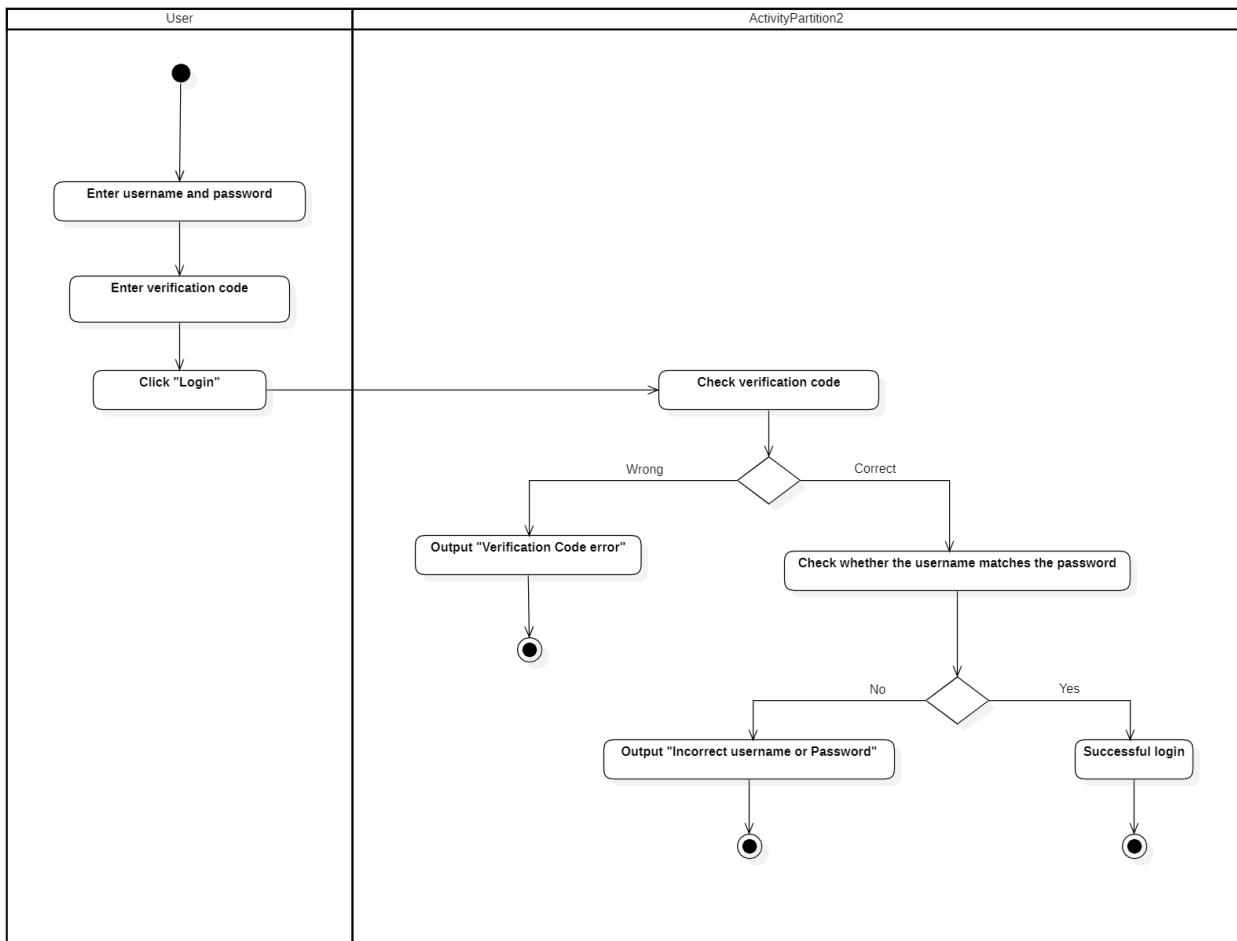 User
ActivityPartition2
Enter username and password
Enter verification code
Click "Login"
Check verification code
Wrong
Correct
Output "Verification Code error"
Check whether the username matches the password
No
Yes
Output "Incorrect username or Password"
Successful login